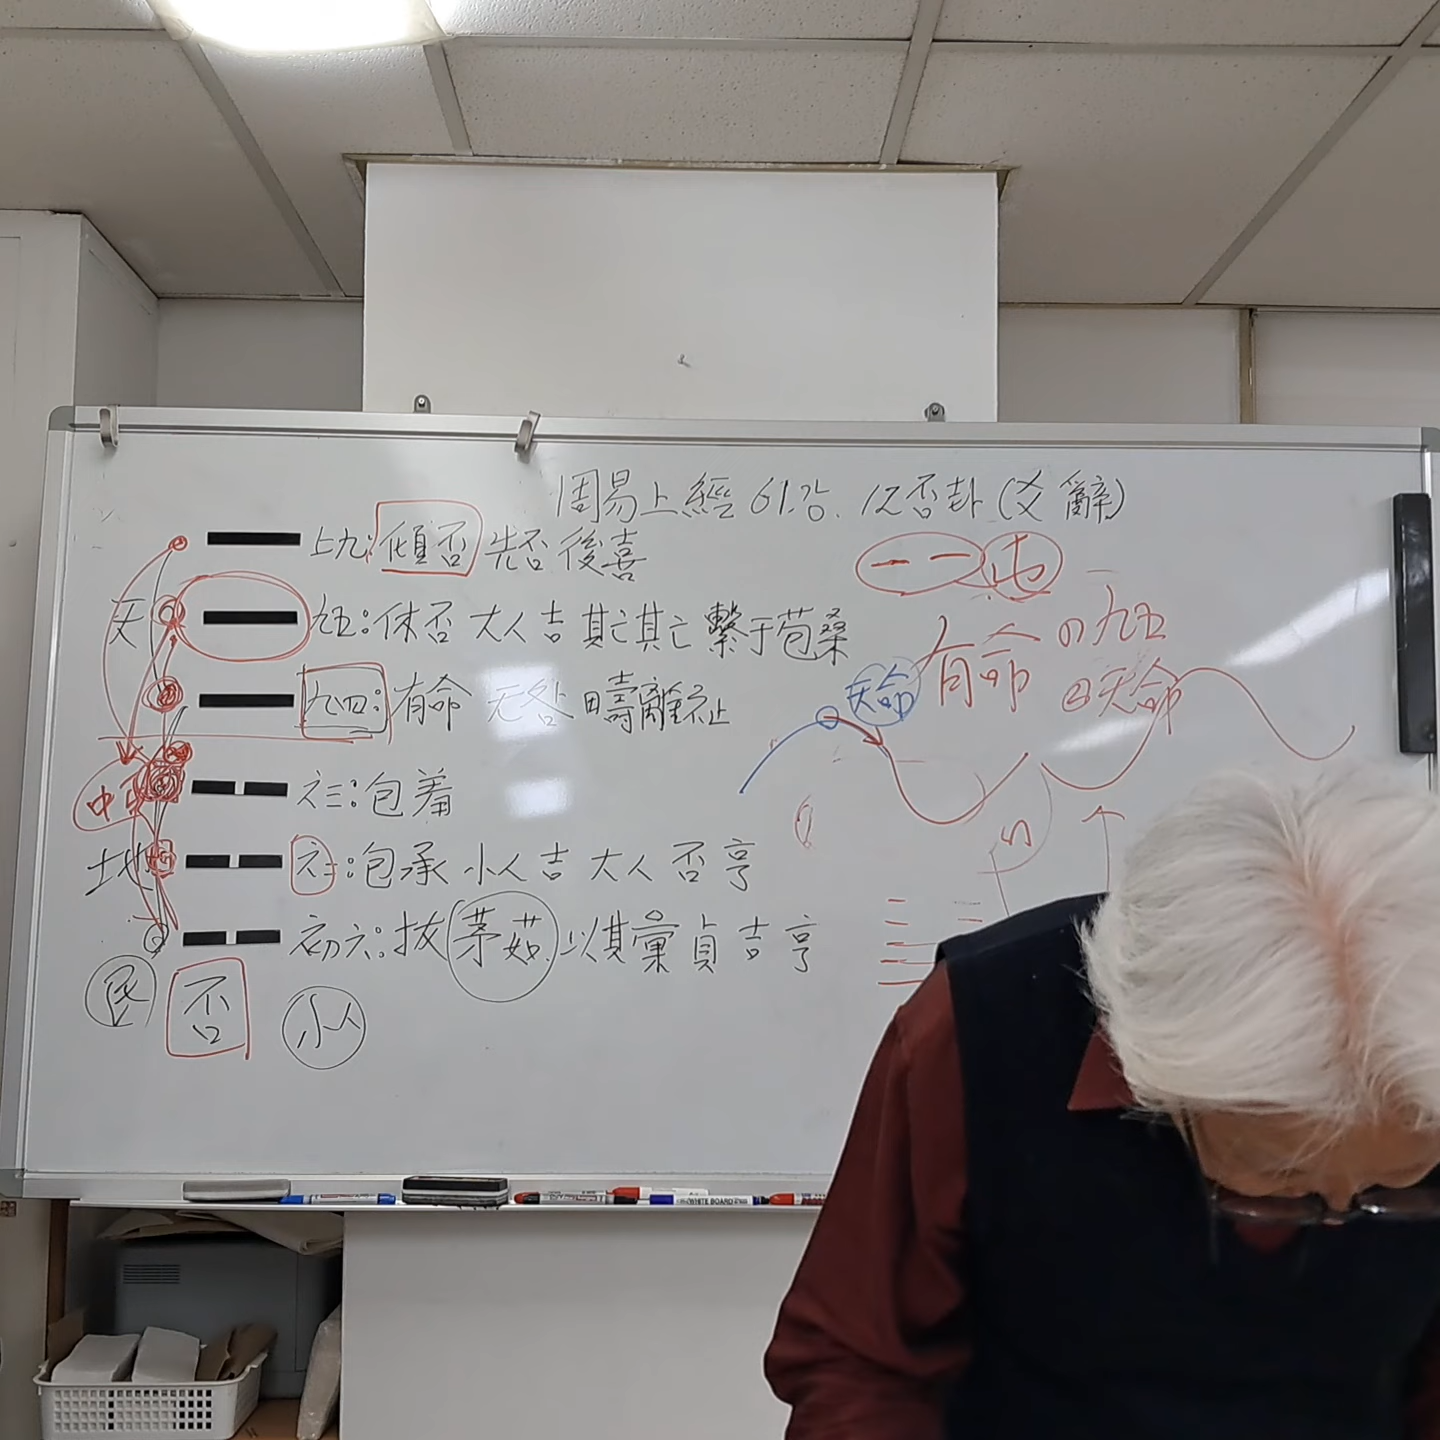 周易上經 61강. 12否卦 (爻辭)
上九: 傾否 先否 後喜
九五: 休否 大人 吉 其亡其亡 繫于苞桑
九四: 有命 无咎 疇離祉
六三: 包羞
六二: 包承 小人 吉 大人 否 亨
初六: 拔茅茹 以其彙 貞 吉 亨
天
中
土地
否
小人
有命 ① 九五
② 天命
天命
WHITE BOARD